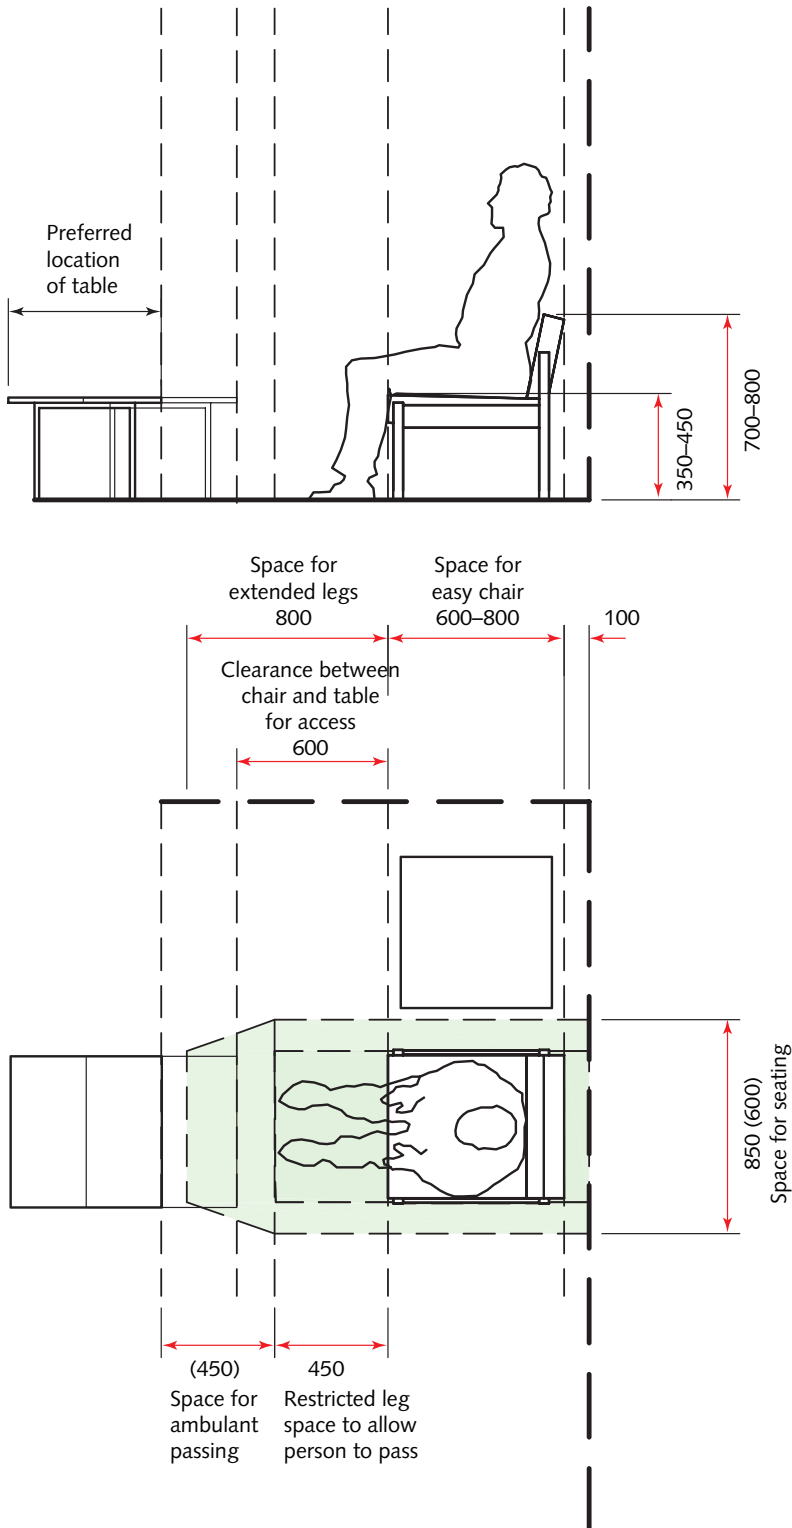 Preferred
location
of table
700–800
350–450
Space for
extended legs
800
Space for
easy chair
600–800
100
Clearance between
chair and table
for access
600
850 (600)
Space for seating
(450)
Space for
ambulant
passing
450
Restricted leg
space to allow
person to pass